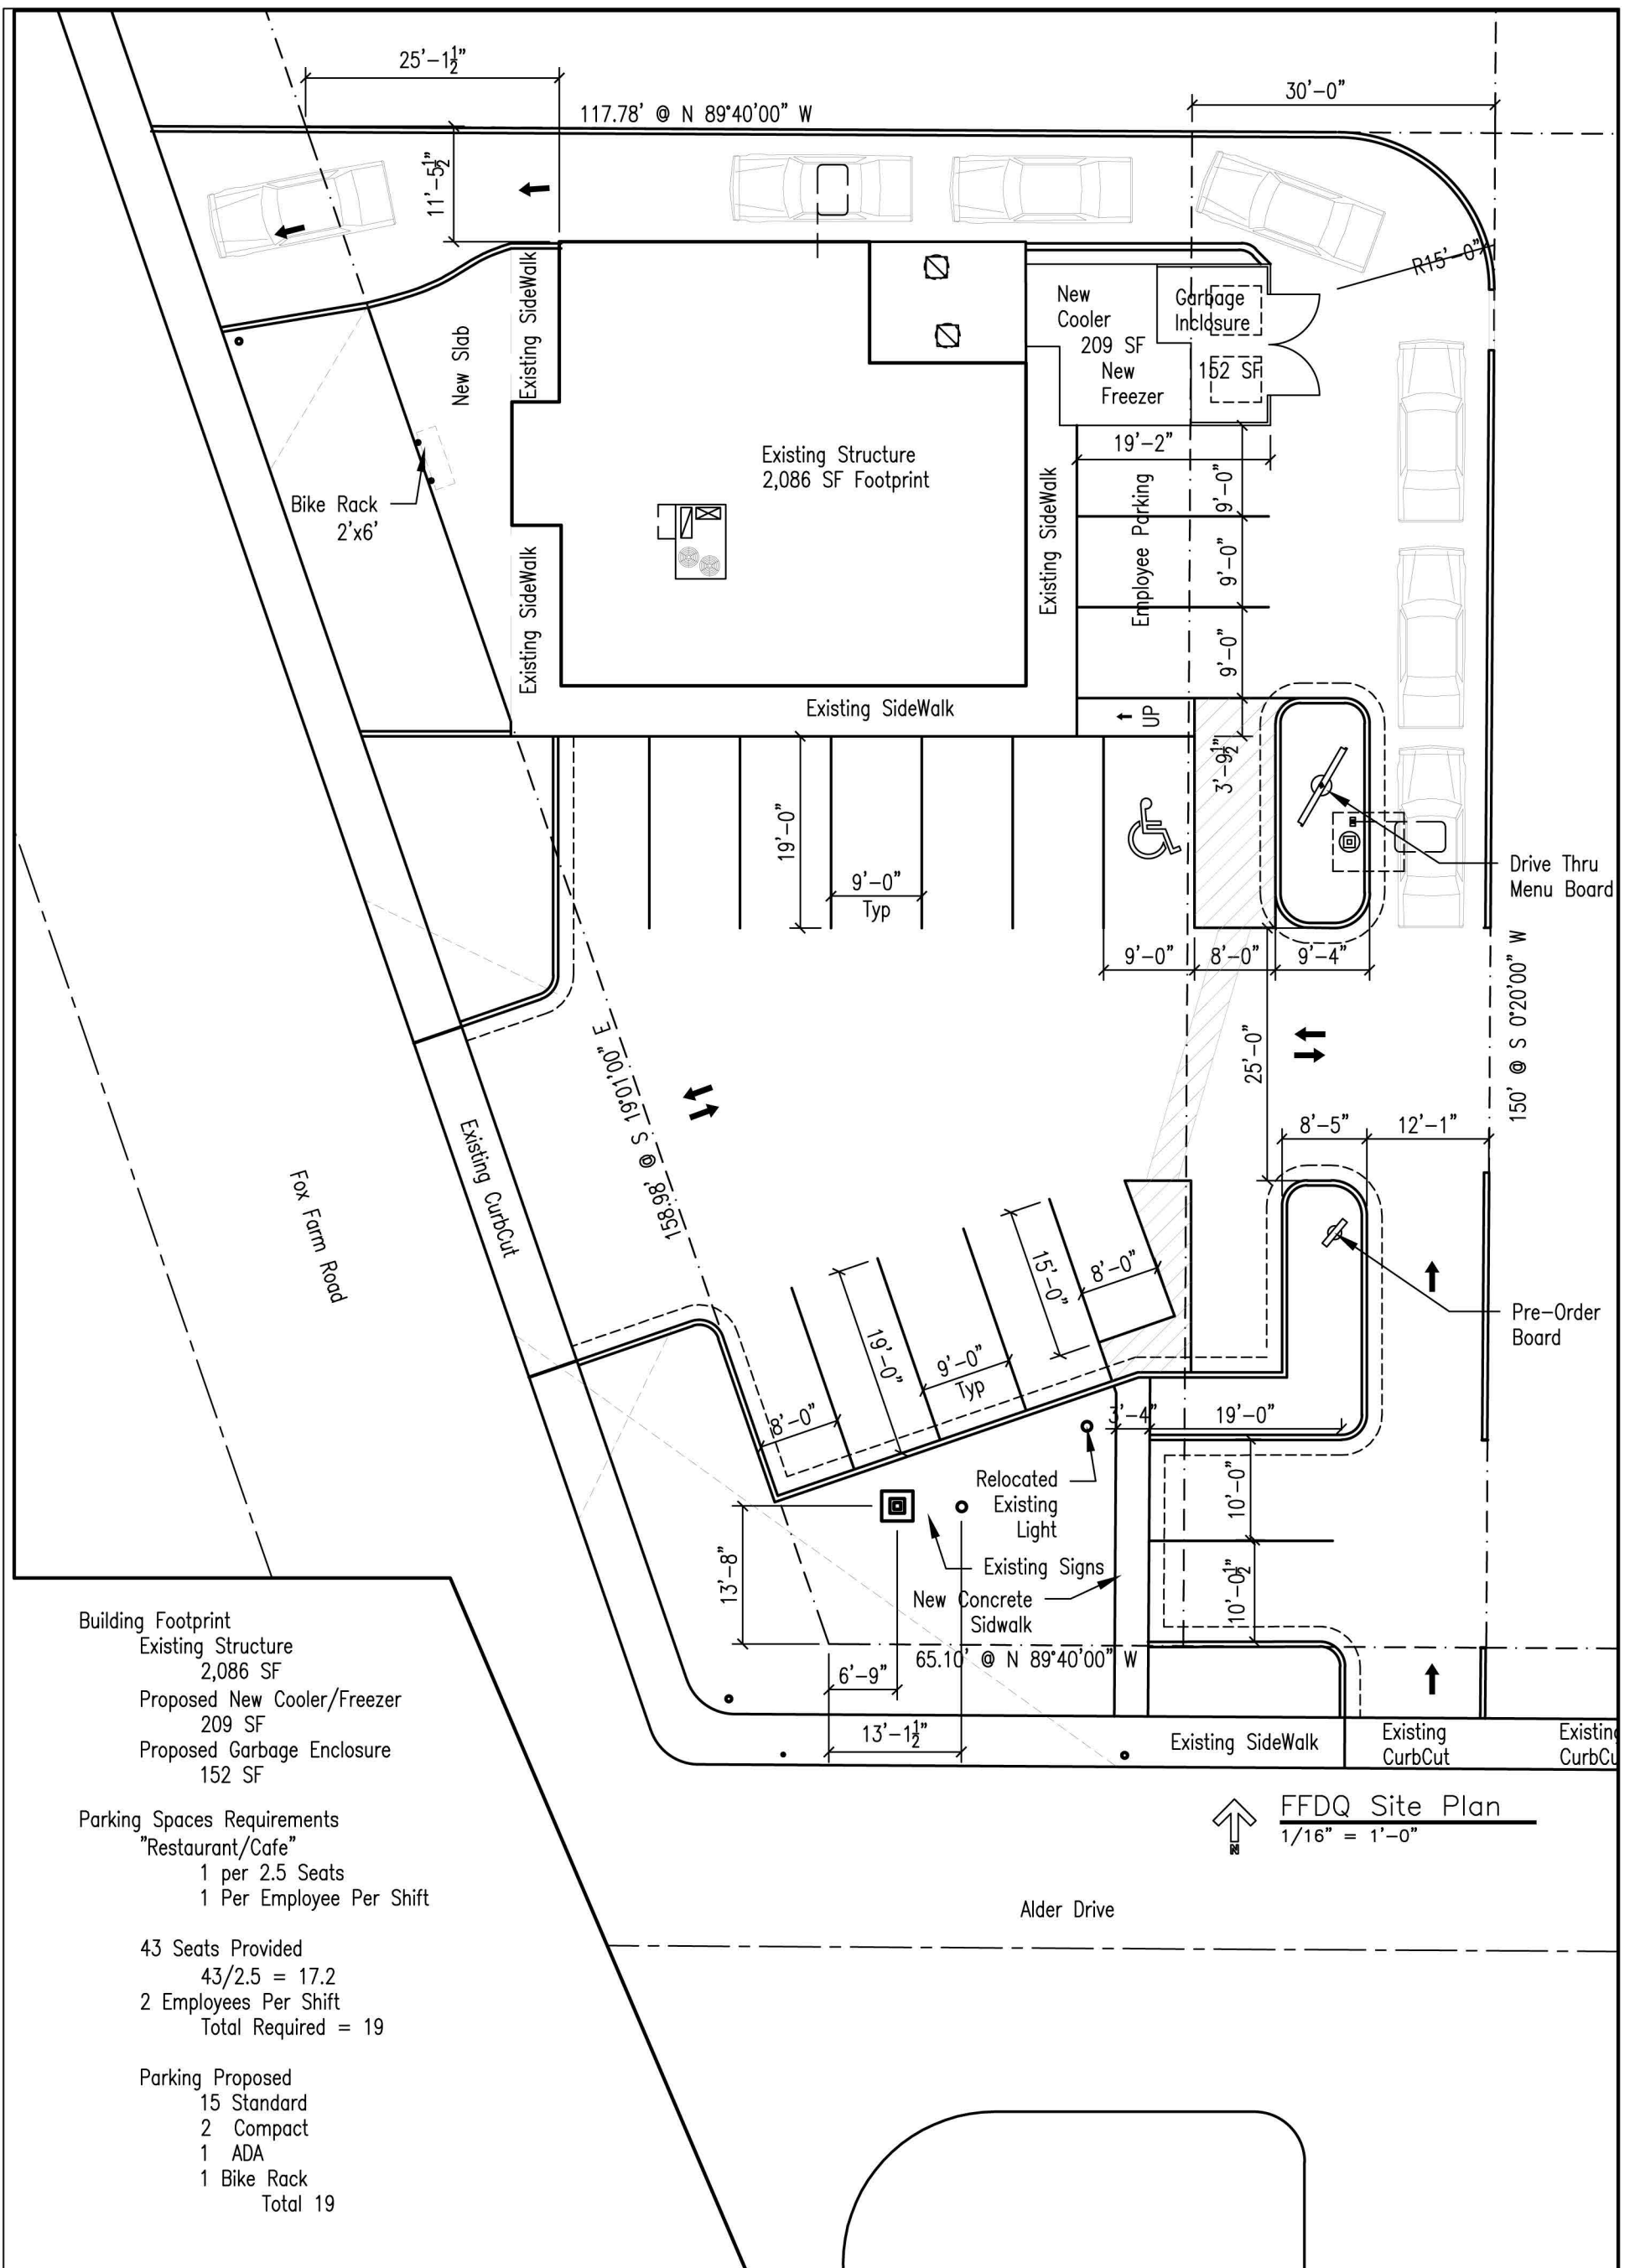 25'-1½"
117.78' @ N 89°40'00" W
30'-0"
11'-5½"
R15'-0"
Existing SideWalk
New Slab
New
Cooler
209 SF
New
Freezer
Garbage
Inclosure
152 SF
19'-2"
Existing Structure
2,086 SF Footprint
Bike Rack
2'x6'
Existing SideWalk
Existing SideWalk
Employee Parking
9'-0"
9'-0"
9'-0"
Existing SideWalk
UP
3'-9½"
19'-0"
9'-0"
Typ
Drive Thru
Menu Board
9'-0"
8'-0"
9'-4"
150' @ S 0°20'00" W
158.98' @ S 19°01'00" E
25'-0"
8'-5"
12'-1"
Existing CurbCut
Fox Farm Road
15'-0"
8'-0"
19'-0"
9'-0"
Typ
8'-0"
Pre-Order
Board
3'-4"
19'-0"
Relocated
Existing
Light
10'-0"
Existing Signs
13'-8"
New Concrete
Sidwalk
10'-0½"
65.10' @ N 89°40'00" W
6'-9"
13'-1½"
Existing SideWalk
Existing
CurbCut
Existing
CurbCu
FFDQ Site Plan
1/16" = 1'-0"
N
Alder Drive
Building Footprint
Existing Structure
2,086 SF
Proposed New Cooler/Freezer
209 SF
Proposed Garbage Enclosure
152 SF
Parking Spaces Requirements
"Restaurant/Cafe"
1 per 2.5 Seats
1 Per Employee Per Shift
43 Seats Provided
43/2.5 = 17.2
2 Employees Per Shift
Total Required = 19
Parking Proposed
15 Standard
2 Compact
1 ADA
1 Bike Rack
Total 19